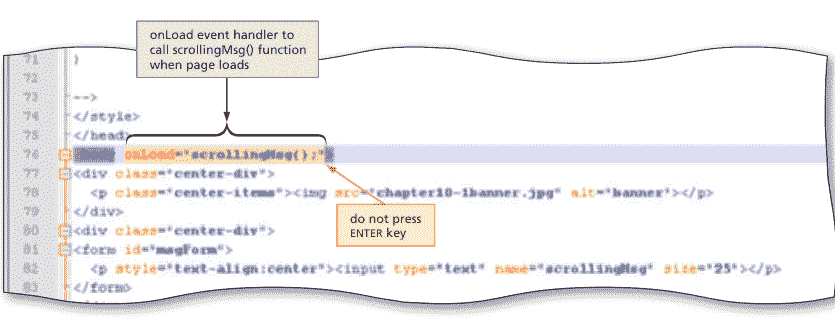 onLoad event handler to
call scrollingMsg() function
when page loads
71 }
72
73 -->
74 </style>
75 </head>
76 <body onLoad="scrollingMsg();">
77 <div class="center-div">
78 <p class="center-items"><img src="chapter10-1banner.jpg" alt="banner"></p>
79 </div>
do not press
ENTER key
80 <div class="center-div">
81 <form id="msgForm">
82 <p style="text-align:center"><input type="text" name="scrollingMsg" size="25"></p>
83 </form>